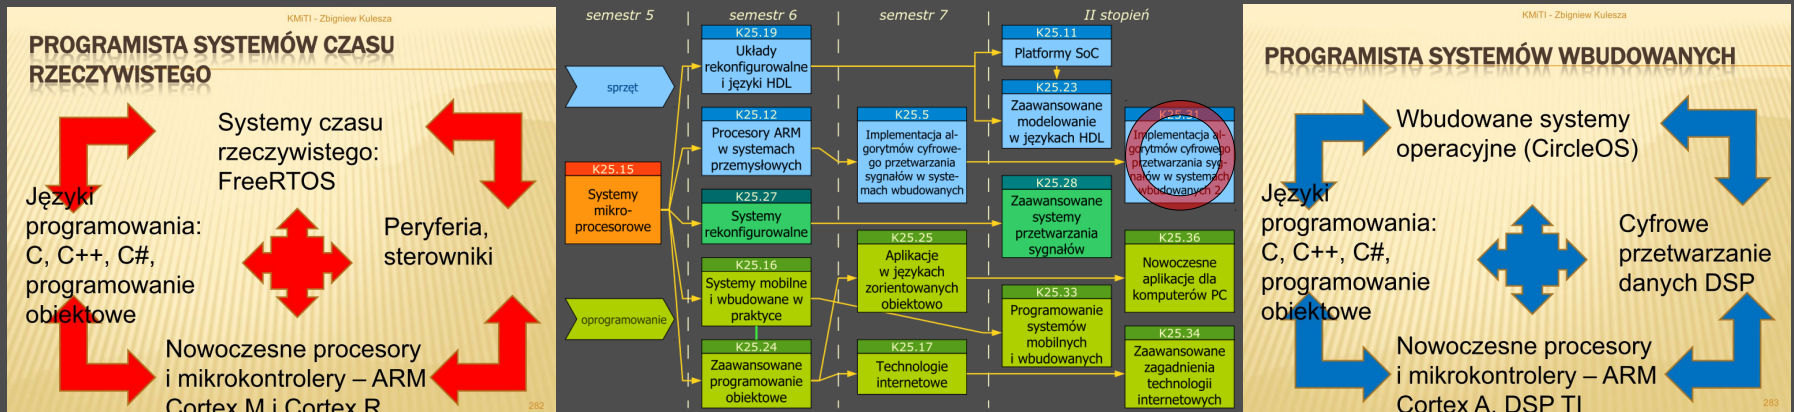 KMiTI - Zbigniew Kulesza
PROGRAMISTA SYSTEMÓW CZASU
RZECZYWISTEGO
Systemy czasu
rzeczywistego:
FreeRTOS
Języki
programowania:
C, C++, C#,
programowanie
obiektowe
Peryferia,
sterowniki
Nowoczesne procesory
i mikrokontrolery – ARM
Cortex M i Cortex R
282
semestr 5
semestr 6
semestr 7
II stopień
sprzęt
oprogramowanie
K25.15
Systemy
mikro-
procesorowe
K25.19
Układy
rekonfigurowalne
i języki HDL
K25.12
Procesory ARM
w systemach
przemysłowych
K25.27
Systemy
rekonfigurowalne
K25.16
Systemy mobilne
i wbudowane w
praktyce
K25.24
Zaawansowane
programowanie
obiektowe
K25.5
Implementacja al-
gorytmów cyfrowe-
go przetwarzania
sygnałów w syste-
mach wbudowanych
K25.25
Aplikacje
w językach
zorientowanych
obiektowo
K25.17
Technologie
internetowe
K25.11
Platformy SoC
K25.23
Zaawansowane
modelowanie
w językach HDL
K25.28
Zaawansowane
systemy
przetwarzania
sygnałów
K25.33
Programowanie
systemów
mobilnych
i wbudowanych
K25.31
Implementacja al-
gorytmów cyfrowego
przetwarzania syg-
nałów w systemach
wbudowanych 2
K25.36
Nowoczesne
aplikacje dla
komputerów PC
K25.34
Zaawansowane
zagadnienia
technologii
internetowych
KMiTI - Zbigniew Kulesza
PROGRAMISTA SYSTEMÓW WBUDOWANYCH
Wbudowane systemy
operacyjne (CircleOS)
Języki
programowania:
C, C++, C#,
programowanie
obiektowe
Cyfrowe
przetwarzanie
danych DSP
Nowoczesne procesory
i mikrokontrolery – ARM
Cortex A, DSP TI
283